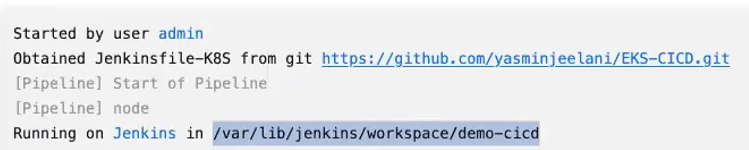 Started by user admin
Obtained Jenkinsfile-K8S from git https://github.com/yasminjeelani/EKS-CICD.git
[Pipeline] Start of Pipeline
[Pipeline] node
Running on Jenkins in /var/lib/jenkins/workspace/demo-cicd